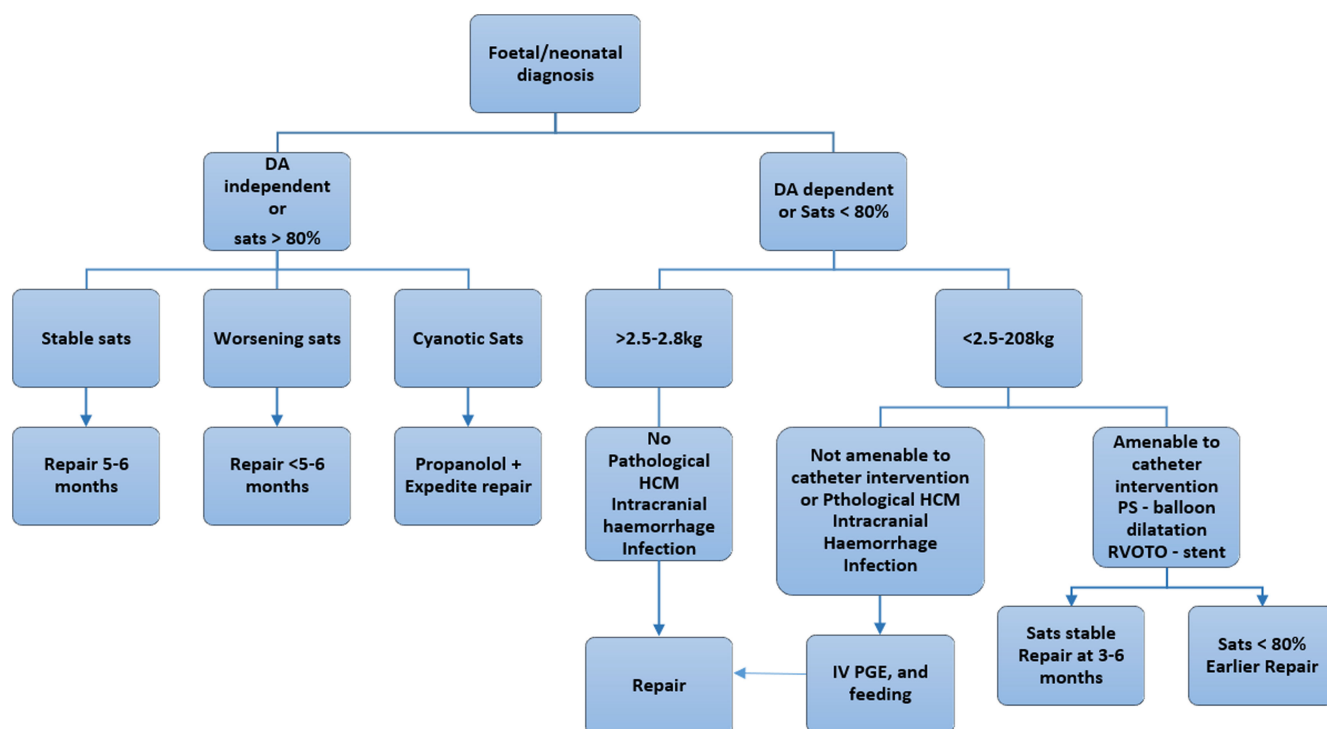 Foetal/neonatal
diagnosis
DA
independent
or
sats > 80%
DA dependent
or Sats < 80%
Stable sats
Worsening sats
Cyanotic Sats
>2.5-2.8kg
<2.5-208kg
Repair 5-6
months
Repair <5-6
months
Propanolol +
Expedite repair
No
Pathological
HCM
Intracranial
haemorrhage
Infection
Not amenable to
catheter intervention
or Pthological HCM
Intracranial
Haemorrhage
Infection
Amenable to
catheter
intervention
PS - balloon
dilatation
RVOTO - stent
Repair
IV PGE, and
feeding
Sats stable
Repair at 3-6
months
Sats < 80%
Earlier Repair